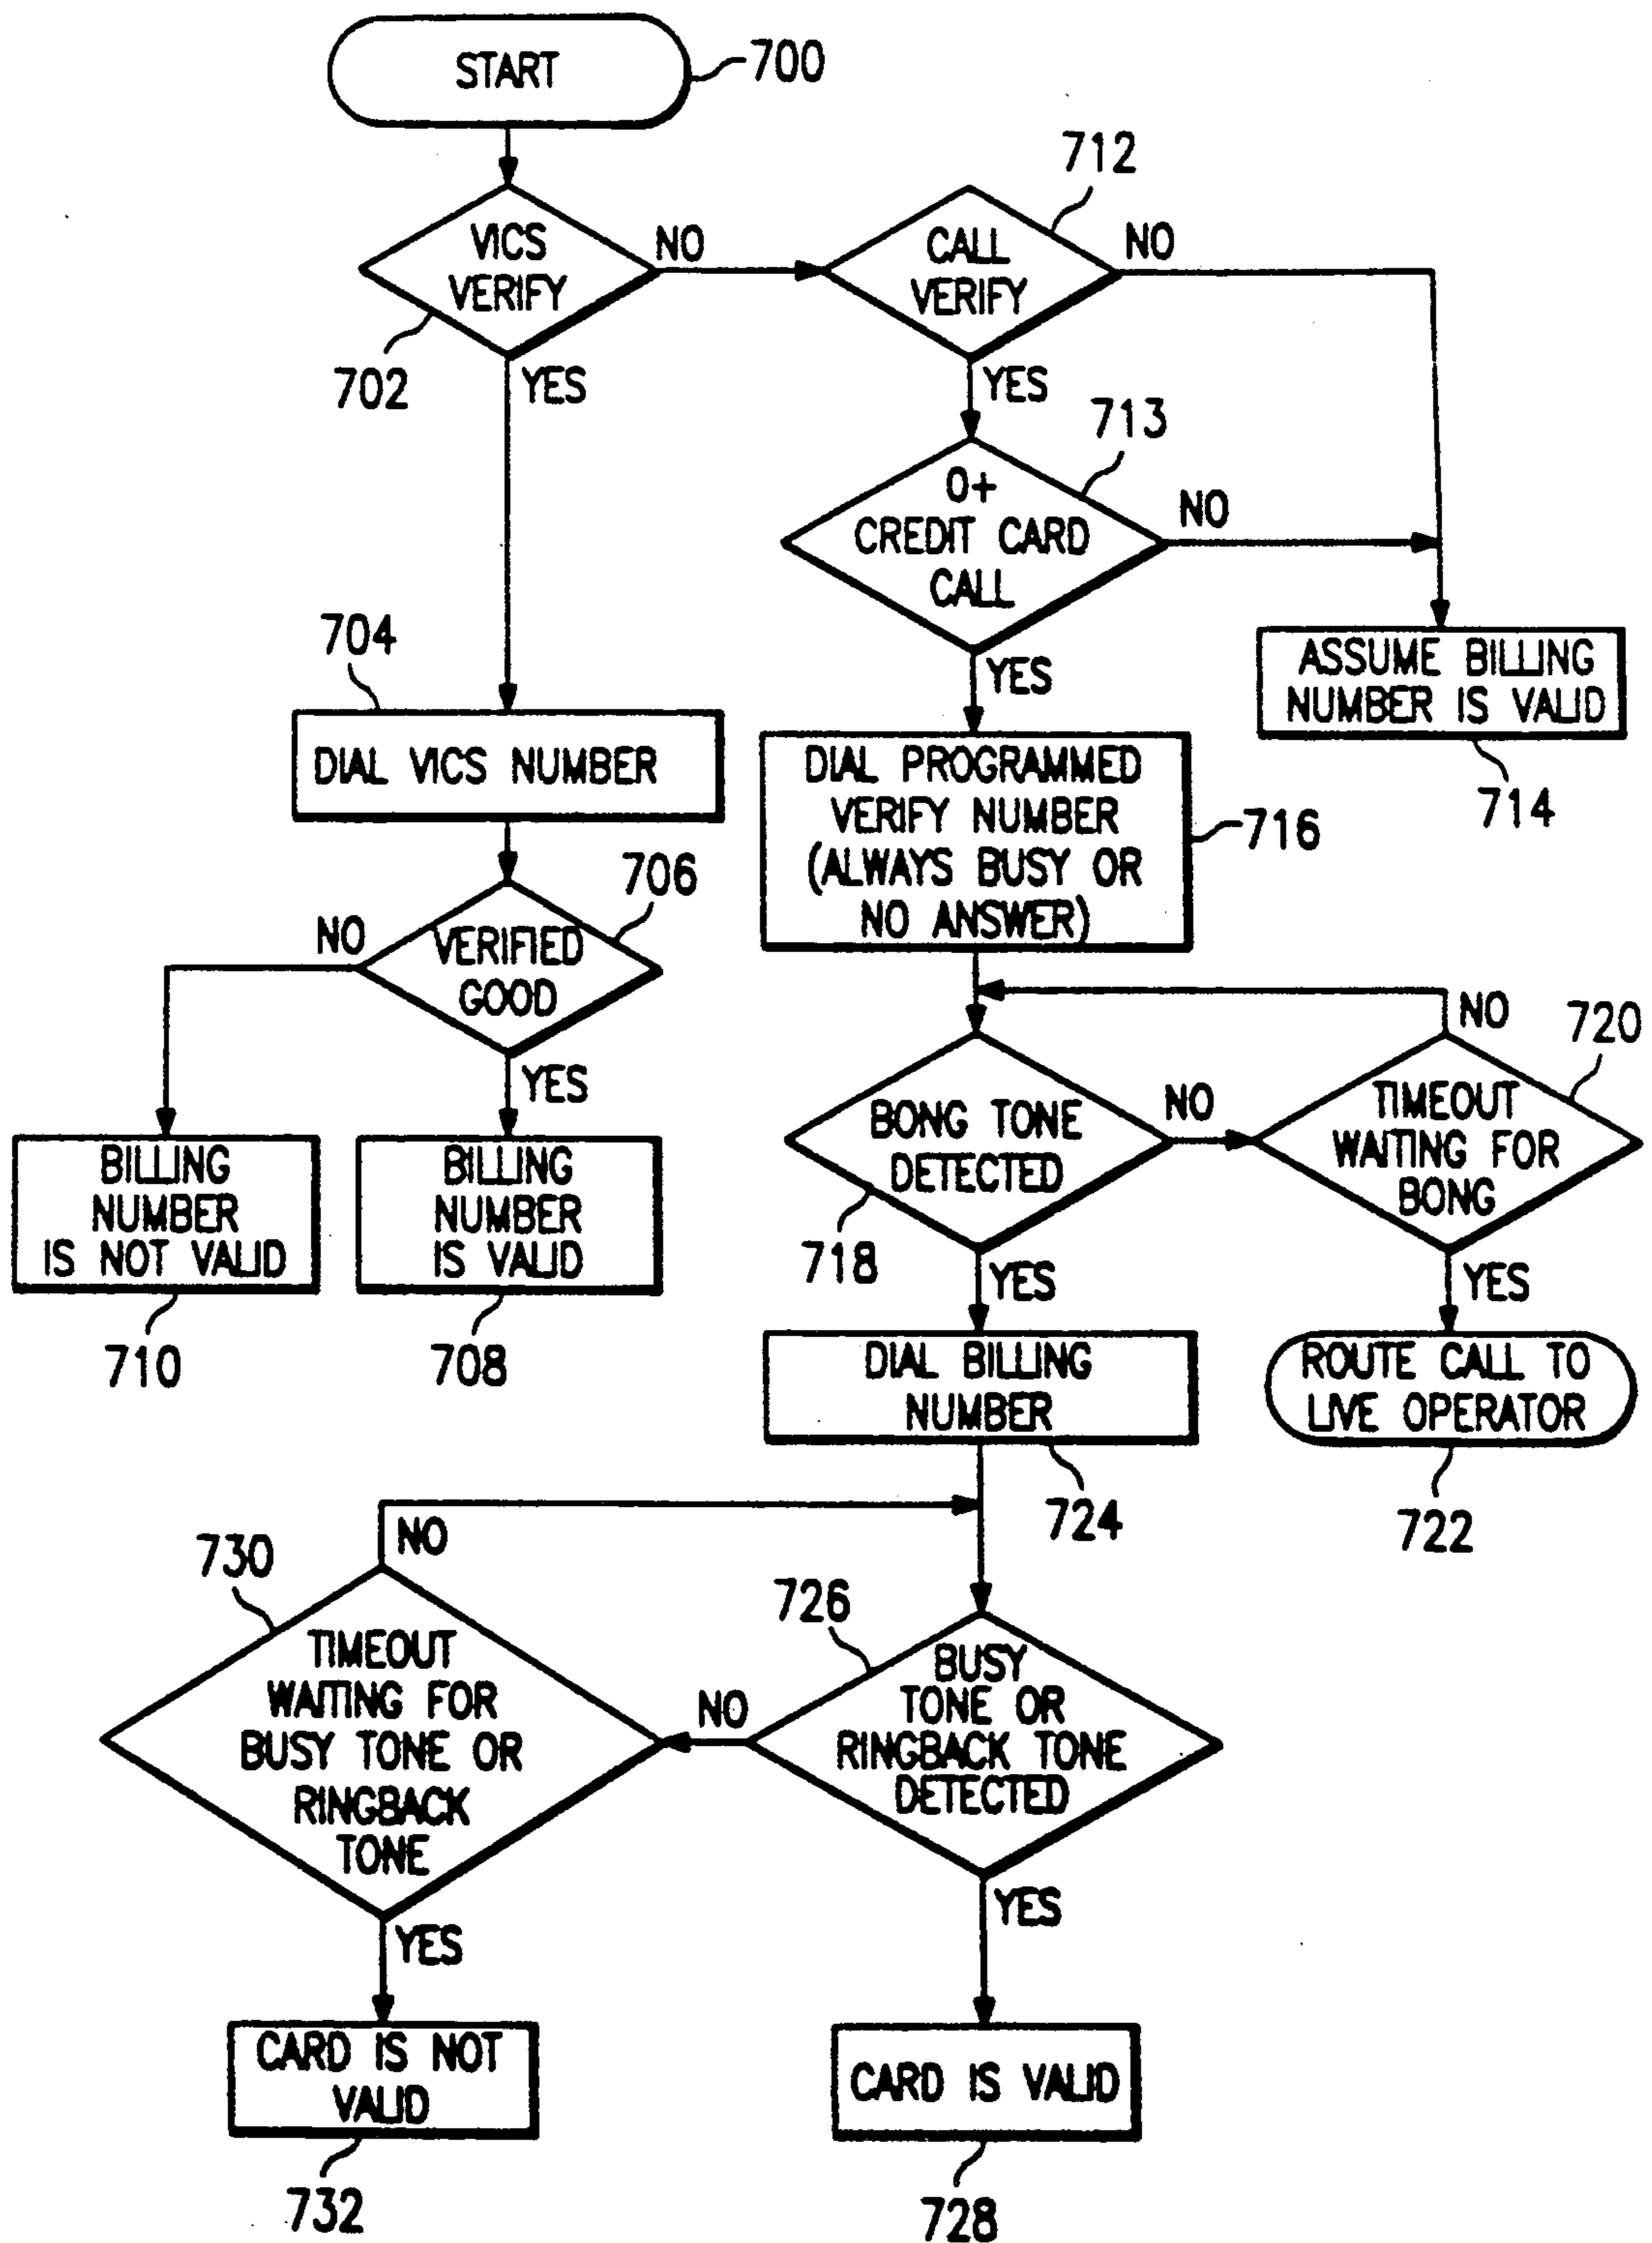 START
700
VICS
VERIFY
702
NO
YES
712
CALL
VERIFY
NO
YES
713
0+
CREDIT CARD
CALL
NO
YES
704
DIAL VICS NUMBER
ASSUME BILLING
NUMBER IS VALID
714
DIAL PROGRAMMED
VERIFY NUMBER
(ALWAYS BUSY OR
NO ANSWER)
716
706
VERIFIED
GOOD
NO
YES
BILLING
NUMBER
IS NOT VALID
710
BILLING
NUMBER
IS VALID
708
BONG TONE
DETECTED
718
NO
YES
720
NO
TIMEOUT
WAITING FOR
BONG
YES
DIAL BILLING
NUMBER
724
ROUTE CALL TO
LIVE OPERATOR
722
730
NO
TIMEOUT
WAITING FOR
BUSY TONE OR
RINGBACK
TONE
YES
726
BUSY
TONE OR
RINGBACK TONE
DETECTED
NO
YES
CARD IS NOT
VALID
732
CARD IS VALID
728